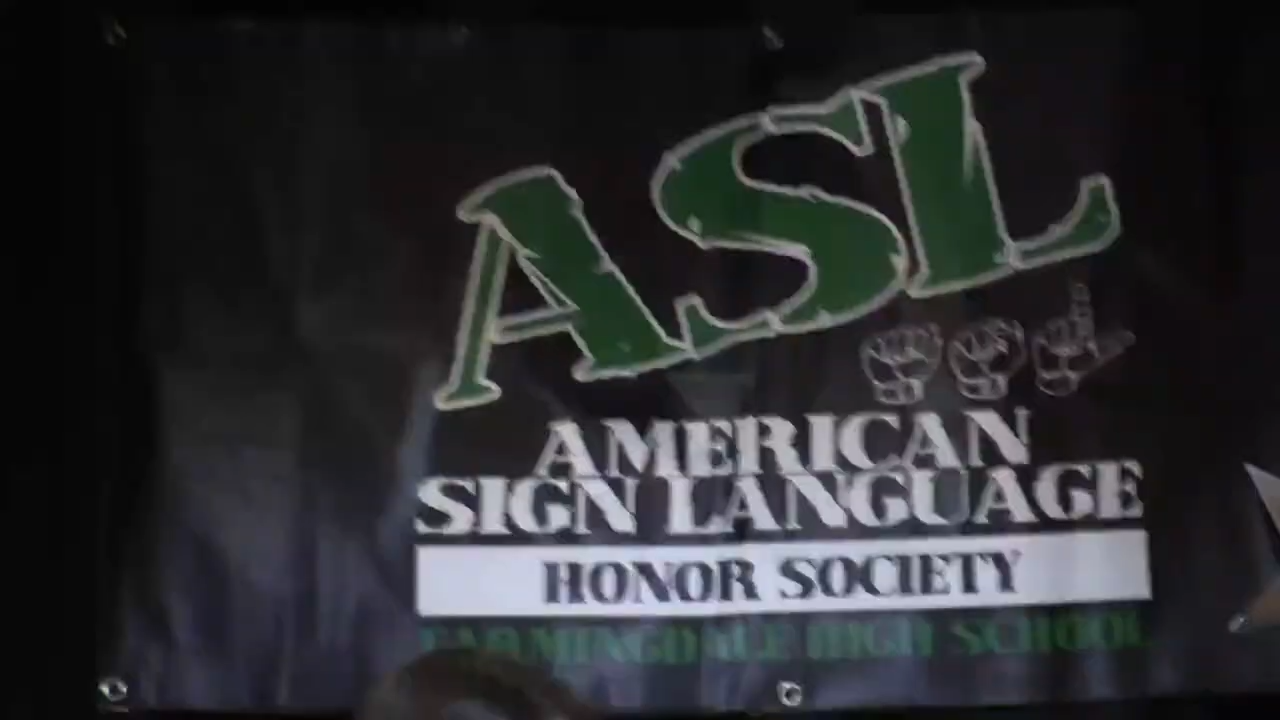 ASL
AMERICAN
SIGN LANGUAGE
HONOR SOCIETY
FARMINGDALE HIGH SCHOOL